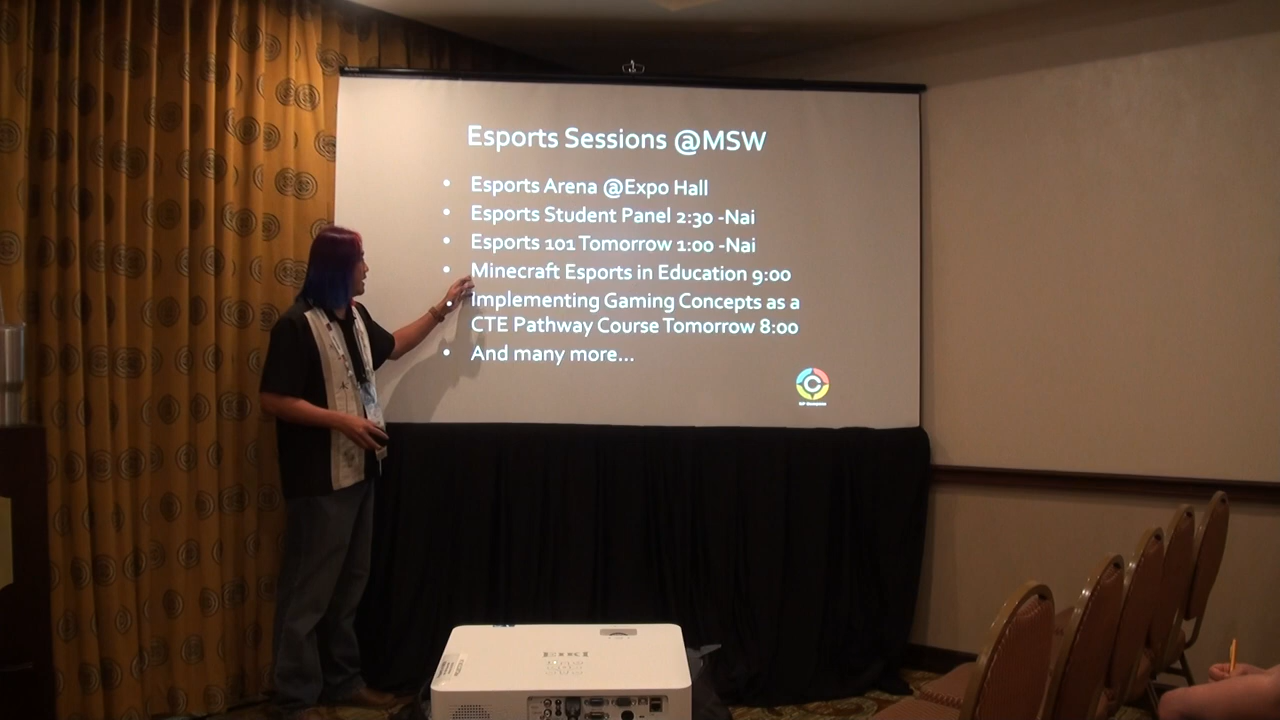 Esports Sessions @MSW
• Esports Arena @Expo Hall
• Esports Student Panel 2:30 -Nai
• Esports 101 Tomorrow 1:00 -Nai
• Minecraft Esports in Education 9:00
• Implementing Gaming Concepts as a
CTE Pathway Course Tomorrow 8:00
• And many more...
C
EIKI